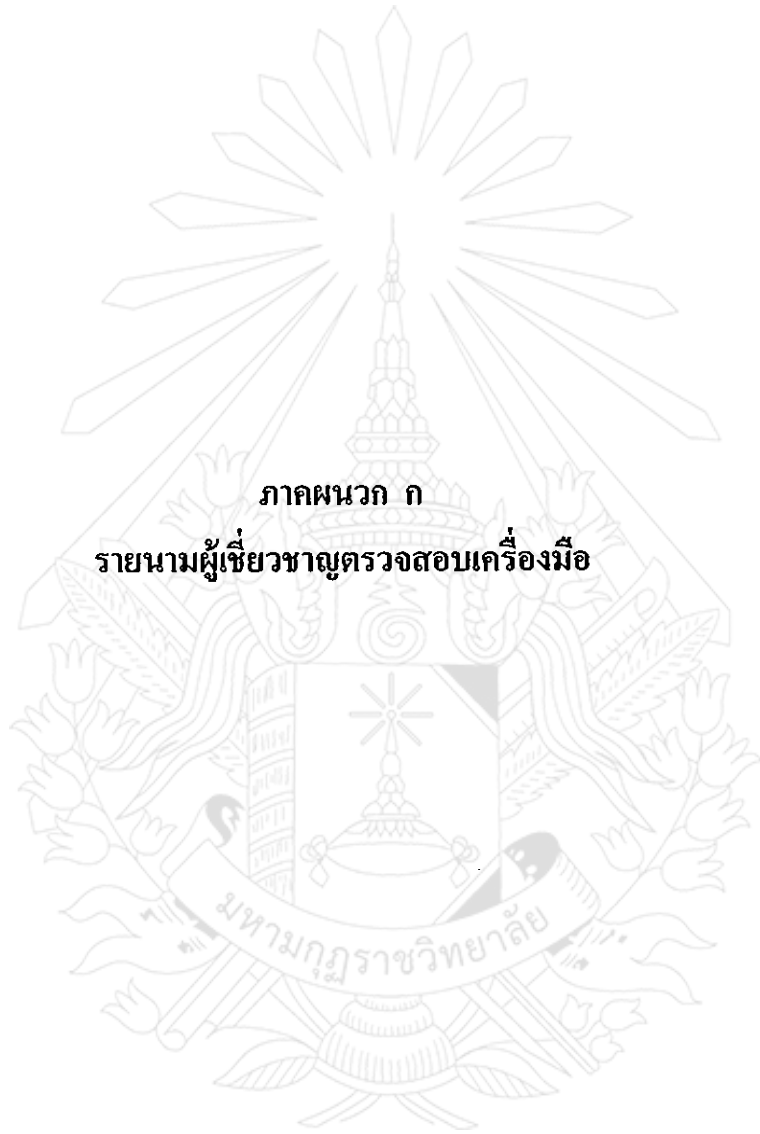 ภาคผนวก ก
รายนามผู้เชี่ยวชาญตรวจสอบเครื่องมือ
มหามกุฏราชวิทยาลัย